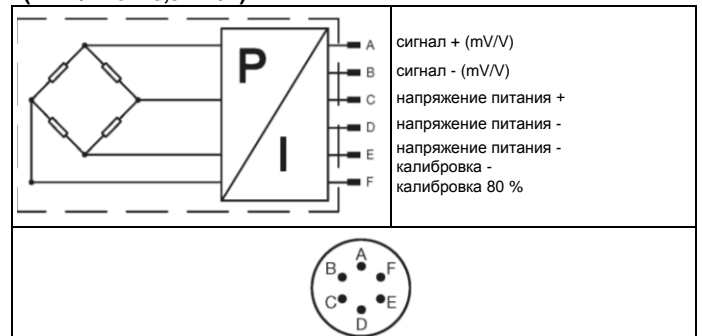 P
I
A сигнал + (mV/V)
B сигнал - (mV/V)
C напряжение питания +
D напряжение питания -
E напряжение питания -
калибровка -
F калибровка 80 %
A
B F
C E
D